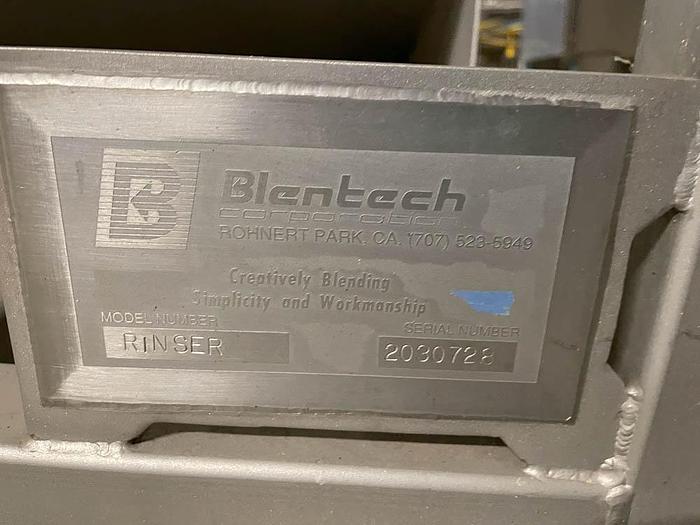 B
Blentech
corporation
ROHNERT PARK, CA. (707) 523-5949
Creatively Blending
Simplicity and Workmanship
MODEL NUMBER
SERIAL NUMBER
RINSER
2030728